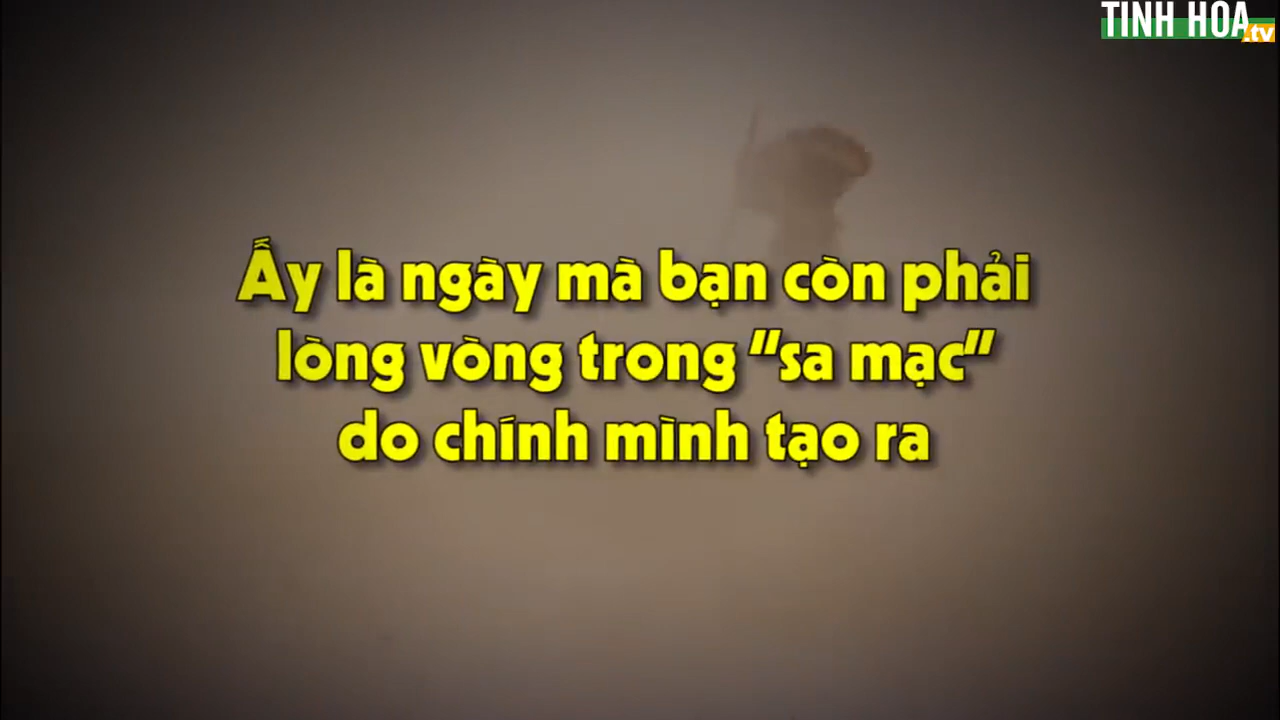 TINH HOA
.tv
Ấy là ngày mà bạn còn phải
lòng vòng trong "sa mạc"
do chính mình tạo ra